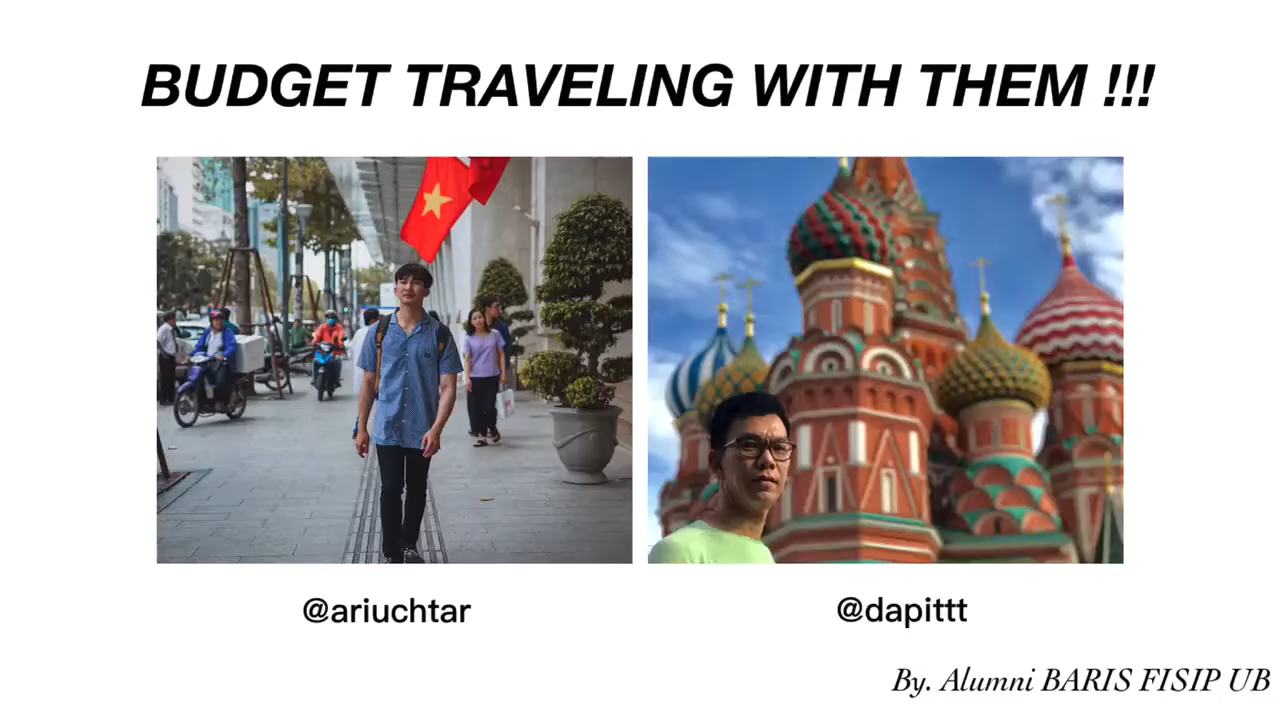 BUDGET TRAVELING WITH THEM !!!
@ariuchtar
@dapittt
By. Alumni BARIS FISIP UB